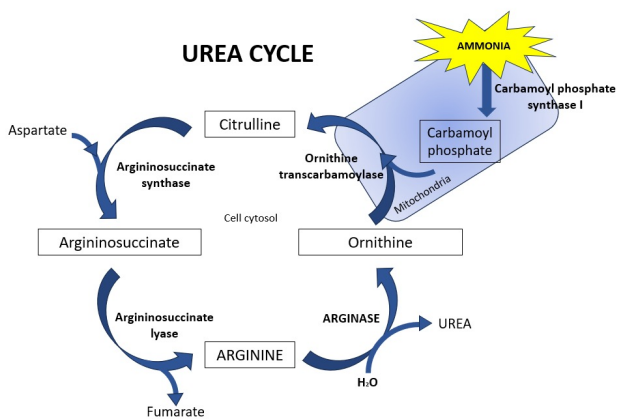 UREA CYCLE
AMMONIA
Carbamoyl phosphate
synthase I
Carbamoyl
phosphate
Citrulline
Aspartate
Argininosuccinate
synthase
Ornithine
transcarbamoylase
Mitochondria
Cell cytosol
Argininosuccinate
Ornithine
Argininosuccinate
lyase
ARGINASE
UREA
ARGININE
H₂O
Fumarate